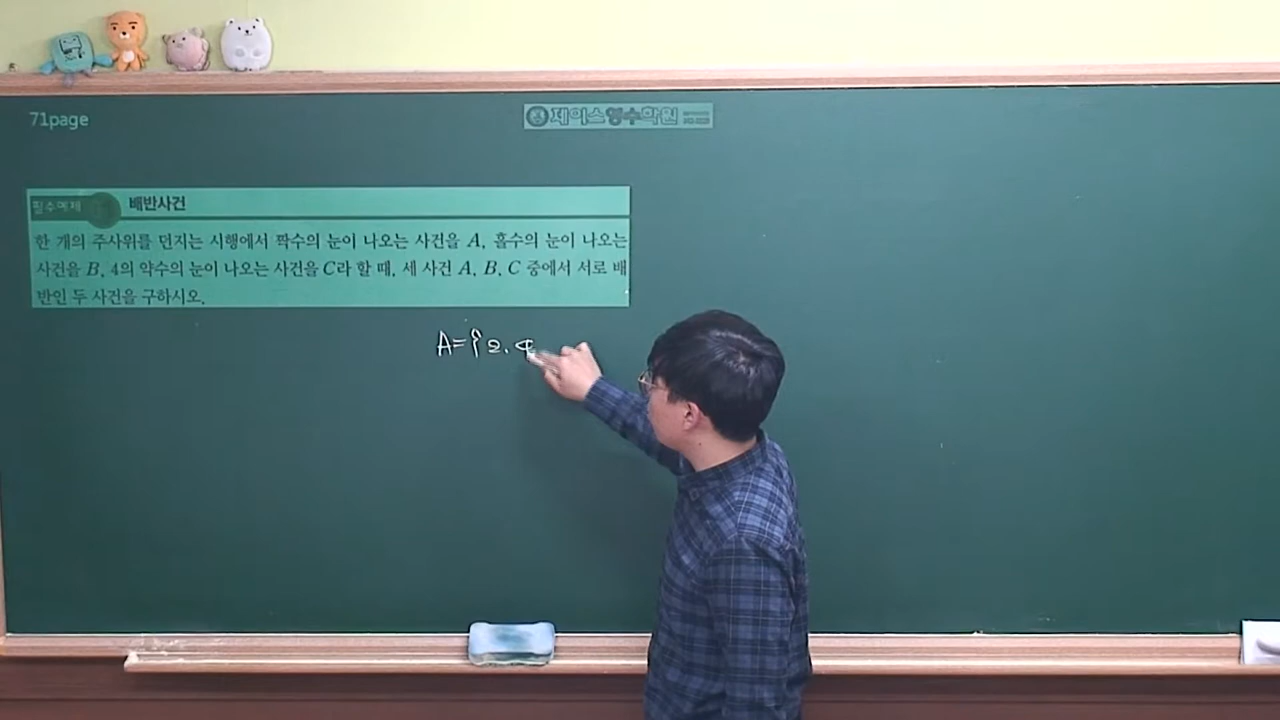 71page
제이스영수학원
필수예제
배반사건
한 개의 주사위를 던지는 시행에서 짝수의 눈이 나오는 사건을 A, 홀수의 눈이 나오는
사건을 B, 4의 약수의 눈이 나오는 사건을 C라 할 때, 세 사건 A, B, C 중에서 서로 배
반인 두 사건을 구하시오.
A={2, 4